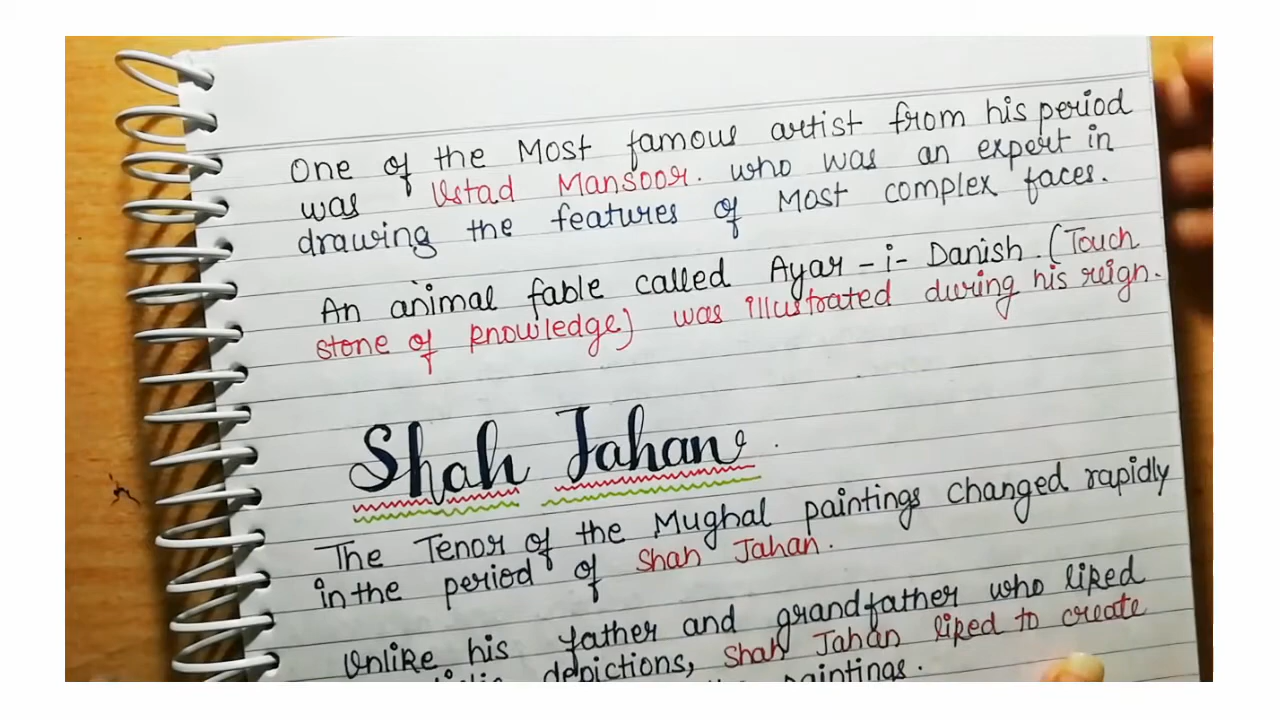 One of the Most famous artist from his period
was Ustad Mansoor. who was an expert in
drawing the features of Most complex faces.
An animal fable called Ayar-i-Danish. (Touch
stone of knowledge) was illustrated during his reign.
Shah Jahan
The Tenor of the Mughal paintings changed rapidly
in the period of Shah Jahan.
Unlike his father and grandfather who liked
depictions, Shah Jahan liked to create
paintings.